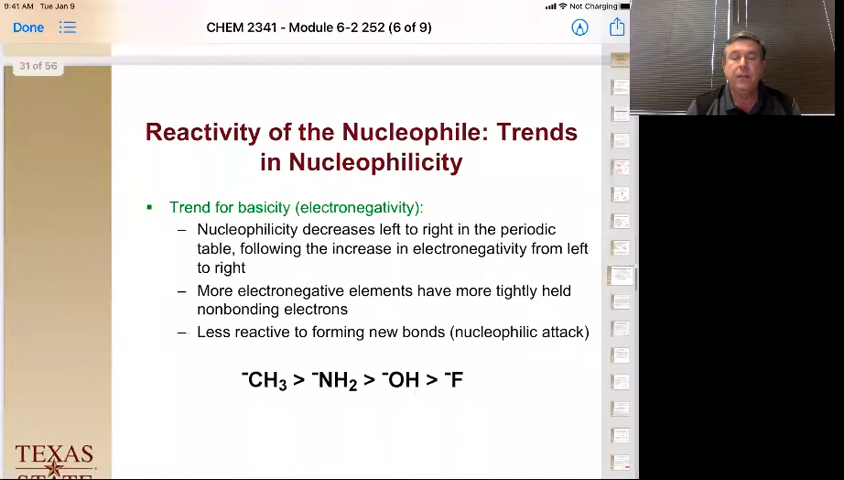 9:41 AM Tue Jan 9
Not Charging
Done
CHEM 2341 - Module 6-2 252 (6 of 9)
31 of 56
Reactivity of the Nucleophile: Trends
in Nucleophilicity
▪ Trend for basicity (electronegativity):
– Nucleophilicity decreases left to right in the periodic
table, following the increase in electronegativity from left
to right
– More electronegative elements have more tightly held
nonbonding electrons
– Less reactive to forming new bonds (nucleophilic attack)
⁻CH₃ > ⁻NH₂ > ⁻OH > ⁻F
TEXAS
STATE